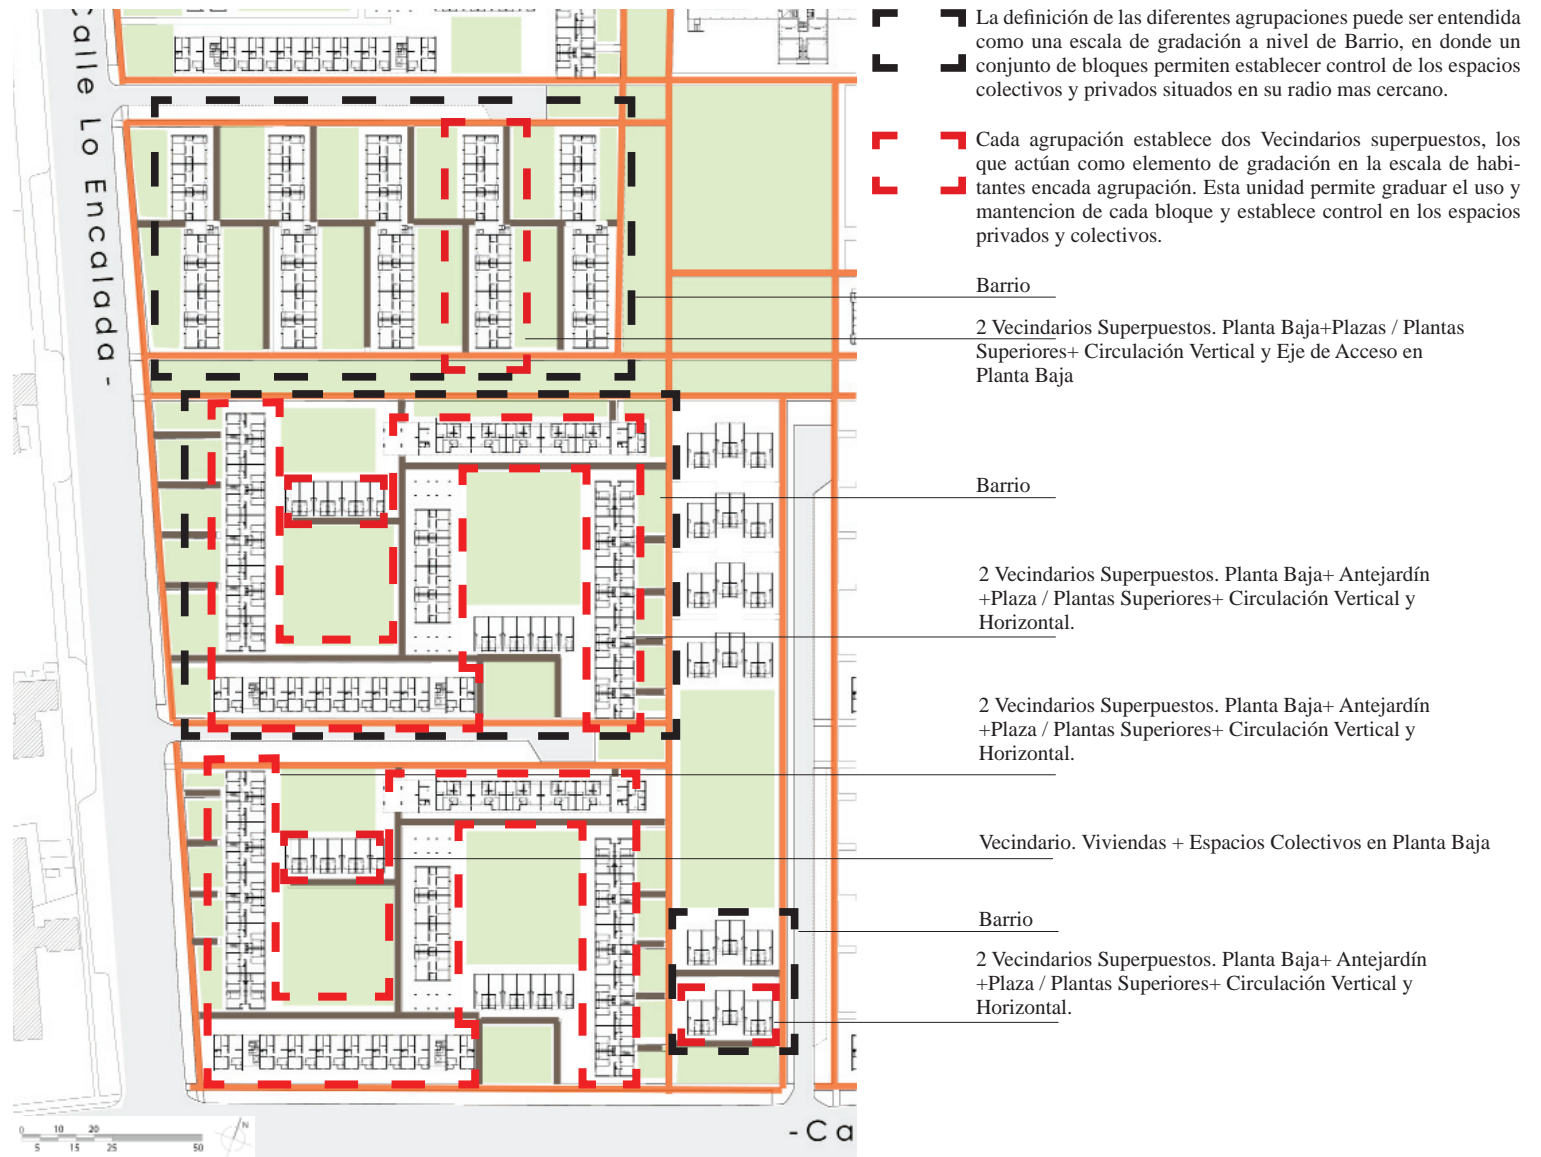 La definición de las diferentes agrupaciones puede ser entendida
como una escala de gradación a nivel de Barrio, en donde un
conjunto de bloques permiten establecer control de los espacios
colectivos y privados situados en su radio mas cercano.
Cada agrupación establece dos Vecindarios superpuestos, los
que actúan como elemento de gradación en la escala de habi-
tantes encada agrupación. Esta unidad permite graduar el uso y
mantencion de cada bloque y establece control en los espacios
privados y colectivos.
Barrio
2 Vecindarios Superpuestos. Planta Baja+Plazas / Plantas
Superiores+ Circulación Vertical y Eje de Acceso en
Planta Baja
Barrio
2 Vecindarios Superpuestos. Planta Baja+ Antejardín
+Plaza / Plantas Superiores+ Circulación Vertical y
Horizontal.
2 Vecindarios Superpuestos. Planta Baja+ Antejardín
+Plaza / Plantas Superiores+ Circulación Vertical y
Horizontal.
Vecindario. Viviendas + Espacios Colectivos en Planta Baja
Barrio
2 Vecindarios Superpuestos. Planta Baja+ Antejardín
+Plaza / Plantas Superiores+ Circulación Vertical y
Horizontal.
Calle Lo Encalada -
- Ca
0 10 20
5 15 25 50
N